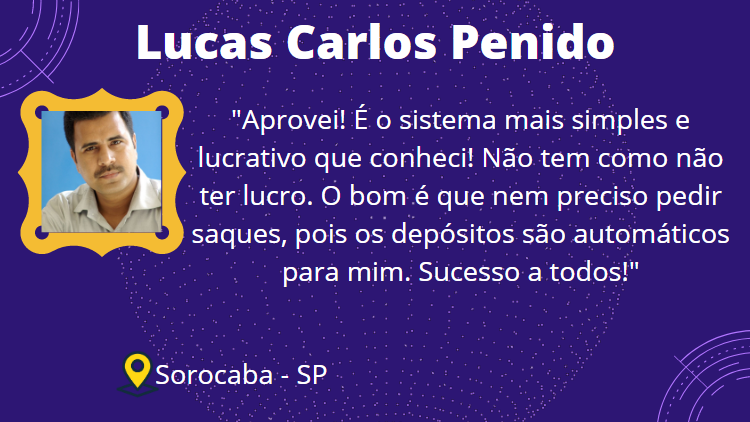 Lucas Carlos Penido
"Aprovei! É o sistema mais simples e
lucrativo que conheci! Não tem como não
ter lucro. O bom é que nem preciso pedir
saques, pois os depósitos são automáticos
para mim. Sucesso a todos!"
Sorocaba - SP